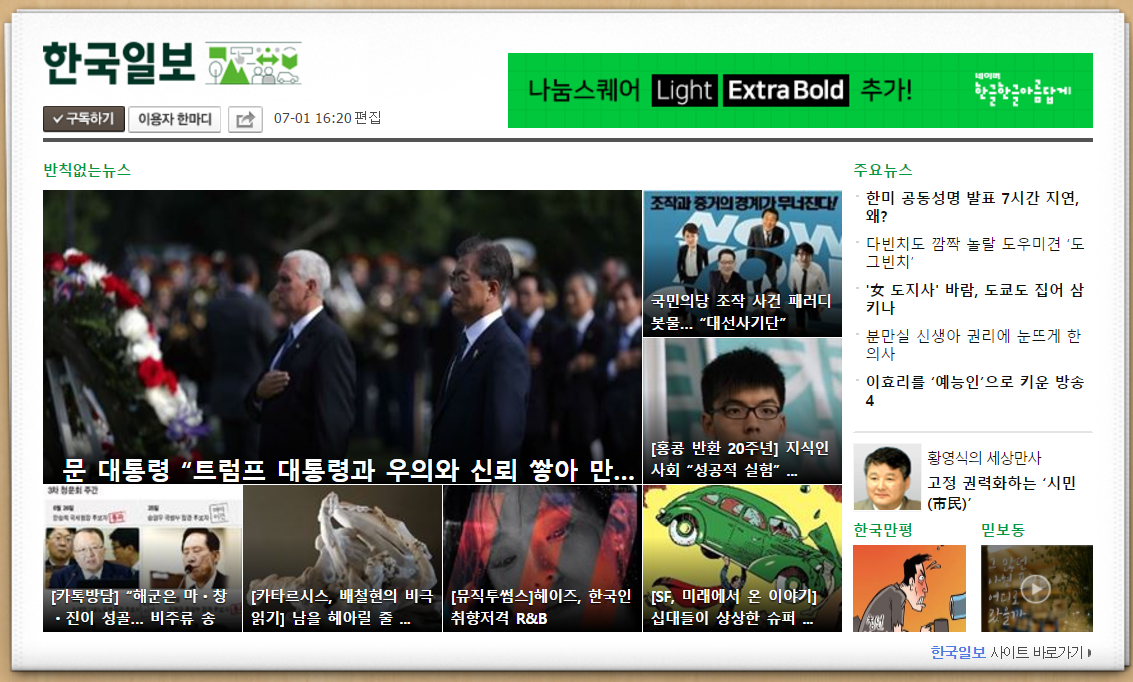 한국일보
나눔스퀘어 Light ExtraBold 추가!
네이버
한글한글아름답게
구독하기 이용자 한마디 07-01 16:20 편집
반칙없는뉴스
조작과 증거의 경계가 무너진다!
NOW
국민의당 조작 사건 패러디
봇물... “대선사기단”
[홍콩 반환 20주년] 지식인
사회 “성공적 실험” ...
문 대통령 “트럼프 대통령과 우의와 신뢰 쌓아 만...
3차 청문회 주간
[카톡방담] “해군은 마·창
·진이 성골... 비주류 송
[카타르시스, 배철현의 비극
읽기] 남을 헤아릴 줄 ...
[뮤직투썸스]헤이즈, 한국인
취향저격 R&B
[SF, 미래에서 온 이야기]
십대들이 상상한 슈퍼 ...
주요뉴스
한미 공동성명 발표 7시간 지연,
왜?
다빈치도 깜짝 놀랄 도우미견 ‘도
그빈치’
'女 도지사' 바람, 도쿄도 집어 삼
키나
분만실 신생아 권리에 눈뜨게 한
의사
이효리를 ‘예능인’으로 키운 방송
4
황영식의 세상만사
고정 권력화하는 ‘시민
(市民)’
한국만평
믿보동
한국일보 사이트 바로가기